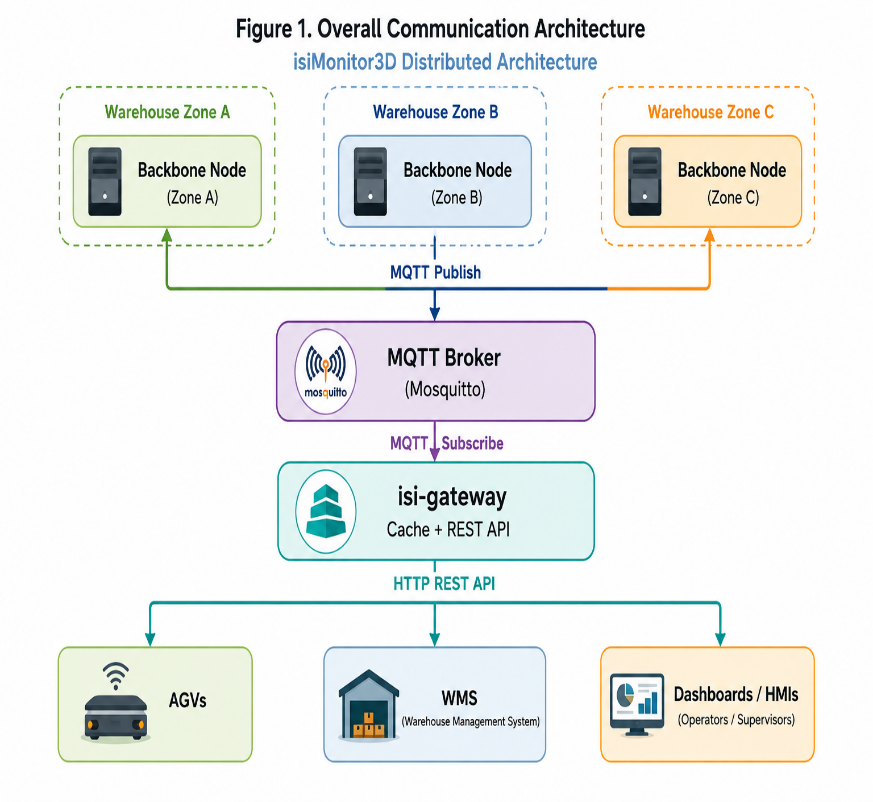 Figure 1. Overall Communication Architecture
isiMonitor3D Distributed Architecture
Warehouse Zone A
Backbone Node
(Zone A)
Warehouse Zone B
Backbone Node
(Zone B)
Warehouse Zone C
Backbone Node
(Zone C)
MQTT Publish
mosquitto
MQTT Broker
(Mosquitto)
MQTT Subscribe
isi-gateway
Cache + REST API
HTTP REST API
AGVs
WMS
(Warehouse Management System)
Dashboards / HMIs
(Operators / Supervisors)